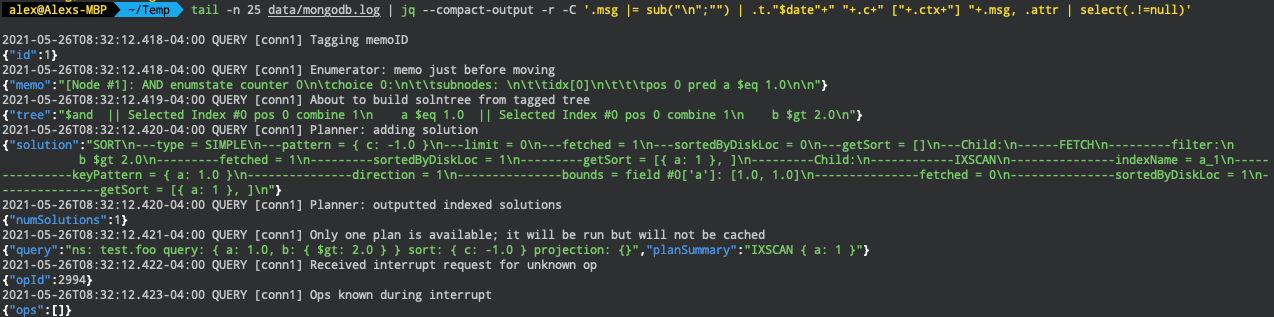 alex@Alexs-MBP ~/Temp tail -n 25 data/mongodb.log | jq --compact-output -r -C '.msg |= sub("\n";"") | .t."$date"+" "+.c+" ["+.ctx+"] "+.msg, .attr | select(.!=null)'
2021-05-26T08:32:12.418-04:00 QUERY [conn1] Tagging memoID
{"id":1}
2021-05-26T08:32:12.418-04:00 QUERY [conn1] Enumerator: memo just before moving
{"memo":"[Node #1]: AND enumstate counter 0\n\tchoice 0:\n\t\tsubnodes: \n\t\tidx[0]\n\t\t\tpos 0 pred a $eq 1.0\n\n"}
2021-05-26T08:32:12.419-04:00 QUERY [conn1] About to build solntree from tagged tree
{"tree":"$and  || Selected Index #0 pos 0 combine 1\n    a $eq 1.0  || Selected Index #0 pos 0 combine 1\n    b $gt 2.0\n"}
2021-05-26T08:32:12.420-04:00 QUERY [conn1] Planner: adding solution
{"solution":"SORT\n---type = SIMPLE\n---pattern = { c: -1.0 }\n---limit = 0\n---fetched = 1\n---sortedByDiskLoc = 0\n---getSort = []\n---Child:\n------FETCH\n---------filter:\n
b $gt 2.0\n---------fetched = 1\n---------sortedByDiskLoc = 1\n---------getSort = [{ a: 1 }, ]\n---------Child:\n------------IXSCAN\n---------------indexName = a_1\n-----
----------keyPattern = { a: 1.0 }\n---------------direction = 1\n---------------bounds = field #0['a']: [1.0, 1.0]\n---------------fetched = 0\n---------------sortedByDiskLoc = 1\n-
--------------getSort = [{ a: 1 }, ]\n"}
2021-05-26T08:32:12.420-04:00 QUERY [conn1] Planner: outputted indexed solutions
{"numSolutions":1}
2021-05-26T08:32:12.421-04:00 QUERY [conn1] Only one plan is available; it will be run but will not be cached
{"query":"ns: test.foo query: { a: 1.0, b: { $gt: 2.0 } } sort: { c: -1.0 } projection: {}","planSummary":"IXSCAN { a: 1 }"}
2021-05-26T08:32:12.422-04:00 QUERY [conn1] Received interrupt request for unknown op
{"opId":2994}
2021-05-26T08:32:12.423-04:00 QUERY [conn1] Ops known during interrupt
{"ops":[]}